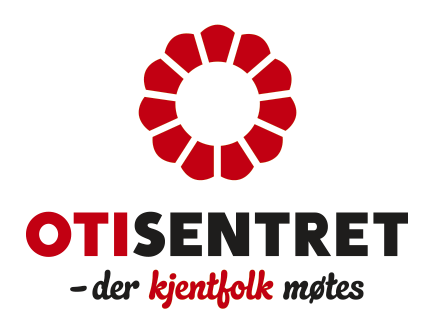 OTISENTRET
– der kjentfolk møtes